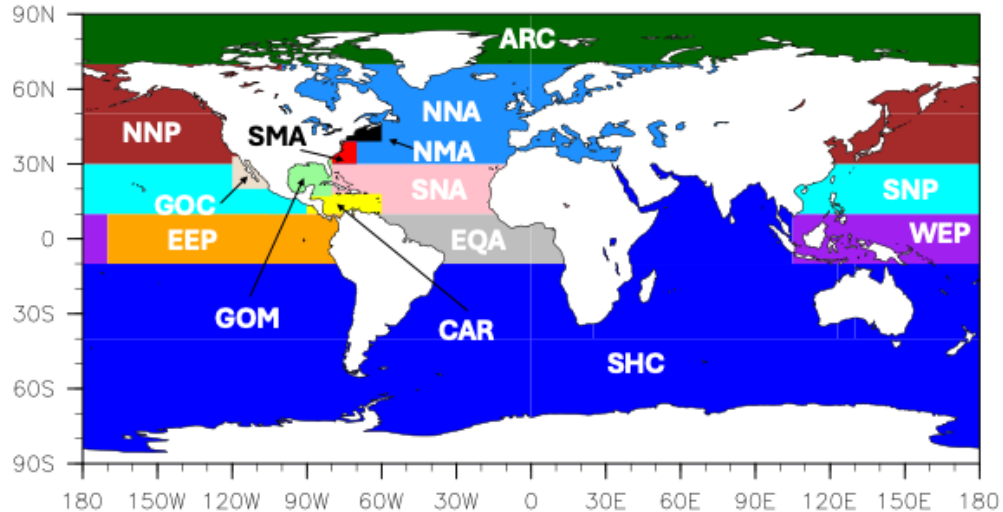 90N
ARC
60N
NNA
NNP
SMA
NMA
30N
SNA
SNP
GOC
0
EEP
EQA
WEP
30S
GOM
CAR
SHC
60S
90S
180 150W 120W 90W 60W 30W 0 30E 60E 90E 120E 150E 180